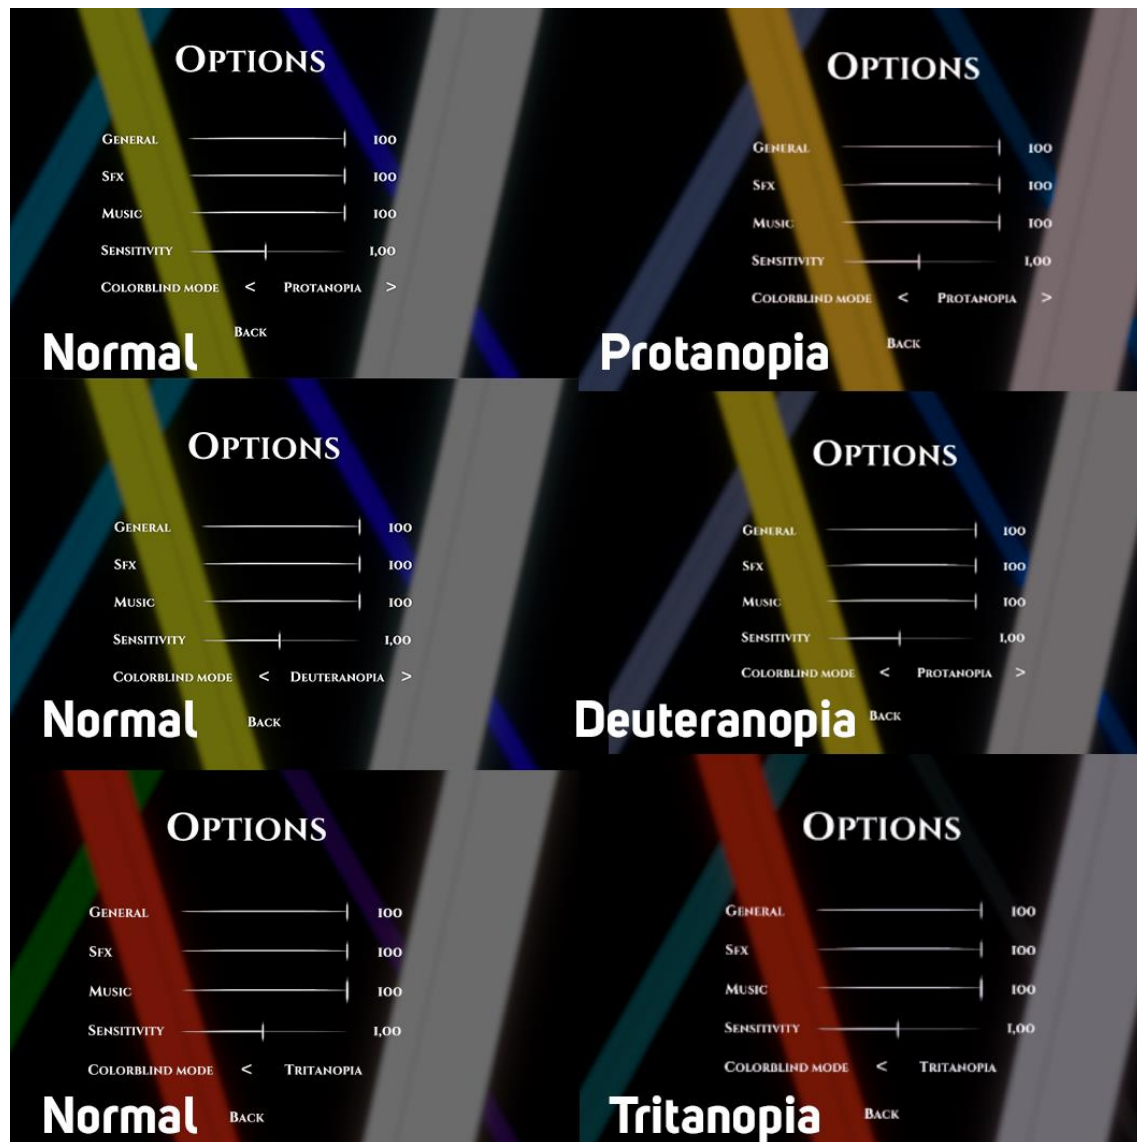 OPTIONS
GENERAL 100
SFX 100
MUSIC 100
SENSITIVITY 1,00
COLORBLIND MODE < PROTANOPIA >
BACK
Normal
OPTIONS
GENERAL 100
SFX 100
MUSIC 100
SENSITIVITY 1,00
COLORBLIND MODE < PROTANOPIA >
BACK
Protanopia
OPTIONS
GENERAL 100
SFX 100
MUSIC 100
SENSITIVITY 1,00
COLORBLIND MODE < DEUTERANOPIA >
Normal
BACK
OPTIONS
GENERAL 100
SFX 100
MUSIC 100
SENSITIVITY 1,00
COLORBLIND MODE < PROTANOPIA >
Deuteranopia
BACK
OPTIONS
GENERAL 100
SFX 100
MUSIC 100
SENSITIVITY 1,00
COLORBLIND MODE < TRITANOPIA
Normal
BACK
OPTIONS
GENERAL 100
SFX 100
MUSIC 100
SENSITIVITY 1,00
COLORBLIND MODE < TRITANOPIA
Tritanopia
BACK